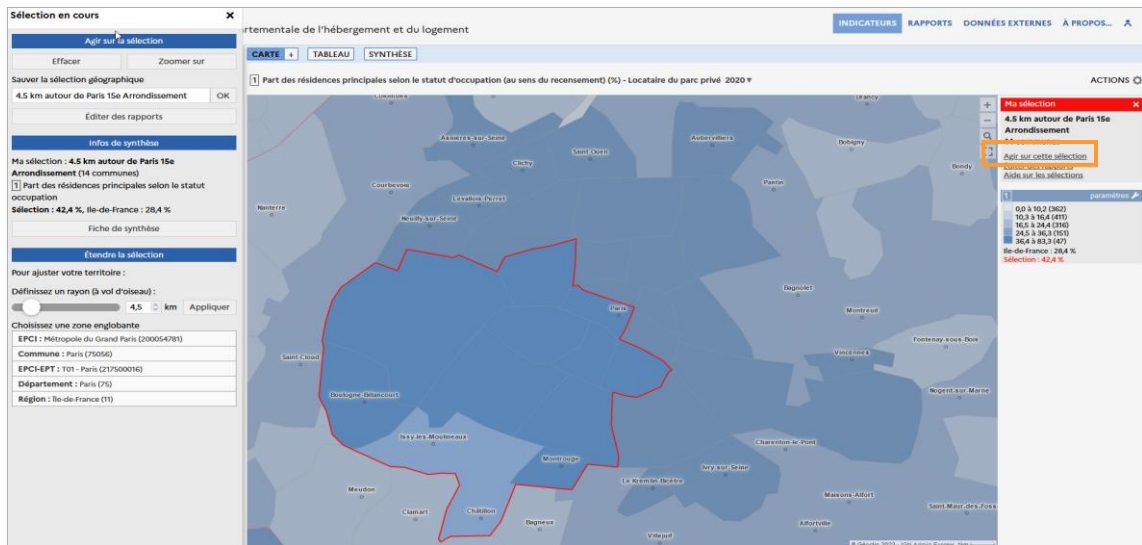 Sélection en cours ×
Agir sur la sélection
Effacer Zoomer sur
Sauver la sélection géographique
4.5 km autour de Paris 15e Arrondissement OK
Éditer des rapports
Infos de synthèse
Ma sélection : 4.5 km autour de Paris 15e
Arrondissement (14 communes)
1 Part des résidences principales selon le statut
occupation
Sélection : 42,4 %, Ile-de-France : 28,4 %
Fiche de synthèse
Étendre la sélection
Pour ajuster votre territoire :
Définissez un rayon (à vol d'oiseau) :
4,5 km Appliquer
Choisissez une zone englobante
EPCI : Métropole du Grand Paris (200054781)
Commune : Paris (75056)
EPCI-EPT : T01 - Paris (217500016)
Département : Paris (75)
Région : Île-de-France (11)
rtementale de l'hébergement et du logement
INDICATEURS RAPPORTS DONNÉES EXTERNES À PROPOS...
CARTE + TABLEAU SYNTHÈSE
1 Part des résidences principales selon le statut d'occupation (au sens du recensement) (%) - Locataire du parc privé 2020 ▾
ACTIONS
Colombes
Drancy
Asnières-sur-Seine
Aubervilliers
Bobigny
Saint-Ouen
Clichy
Bondy
Courbevoie
Pantin
Levallois-Perret
Nanterre
Neuilly-sur-Seine
Bagnolet
Paris
Montreuil
Fontenay-sous-Bois
Saint-Cloud
Vincennes
Boulogne-Billancourt
Nogent-sur-Marne
Issy-les-Moulineaux
Charenton-le-Pont
Montrouge
Ivry-sur-Seine
Le Kremlin-Bicêtre
Meudon
Maisons-Alfort
Clamart
Châtillon
Saint-Maur-des-Foss
Bagneux
Alfortville
Villejuif
+
−
Ma sélection ×
4.5 km autour de Paris 15e
Arrondissement
Agir sur cette sélection
Aide sur les sélections
1 paramètres
0,0 à 10,2 (362)
10,3 à 16,4 (411)
16,5 à 24,4 (316)
24,5 à 36,3 (151)
36,4 à 83,3 (47)
Ile-de-France : 28,4 %
Sélection : 42,4 %